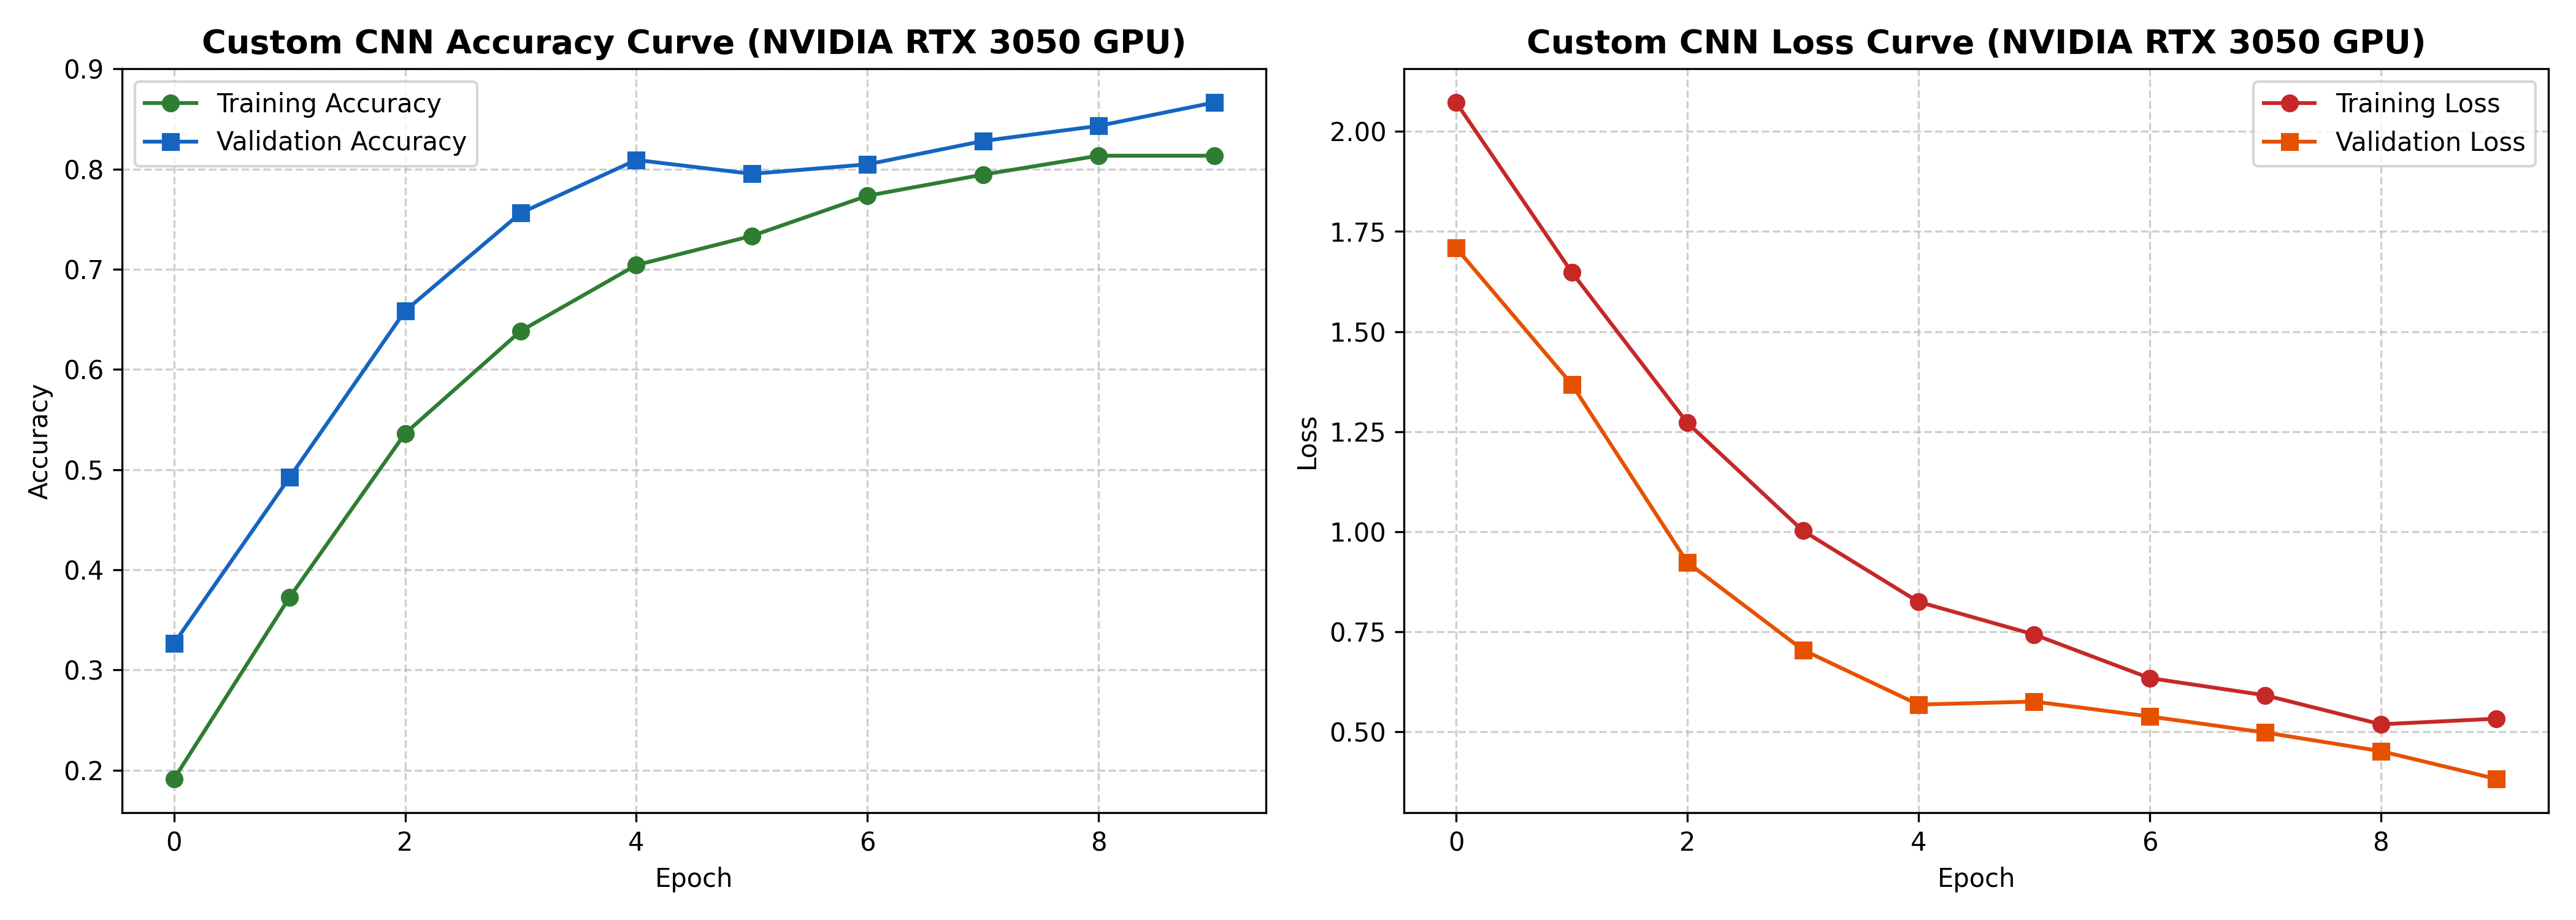 Custom CNN Accuracy Curve (NVIDIA RTX 3050 GPU)
Training Accuracy
Validation Accuracy
Accuracy
0.9
0.8
0.7
0.6
0.5
0.4
0.3
0.2
0 2 4 6 8
Epoch
Custom CNN Loss Curve (NVIDIA RTX 3050 GPU)
Training Loss
Validation Loss
Loss
2.00
1.75
1.50
1.25
1.00
0.75
0.50
0 2 4 6 8
Epoch